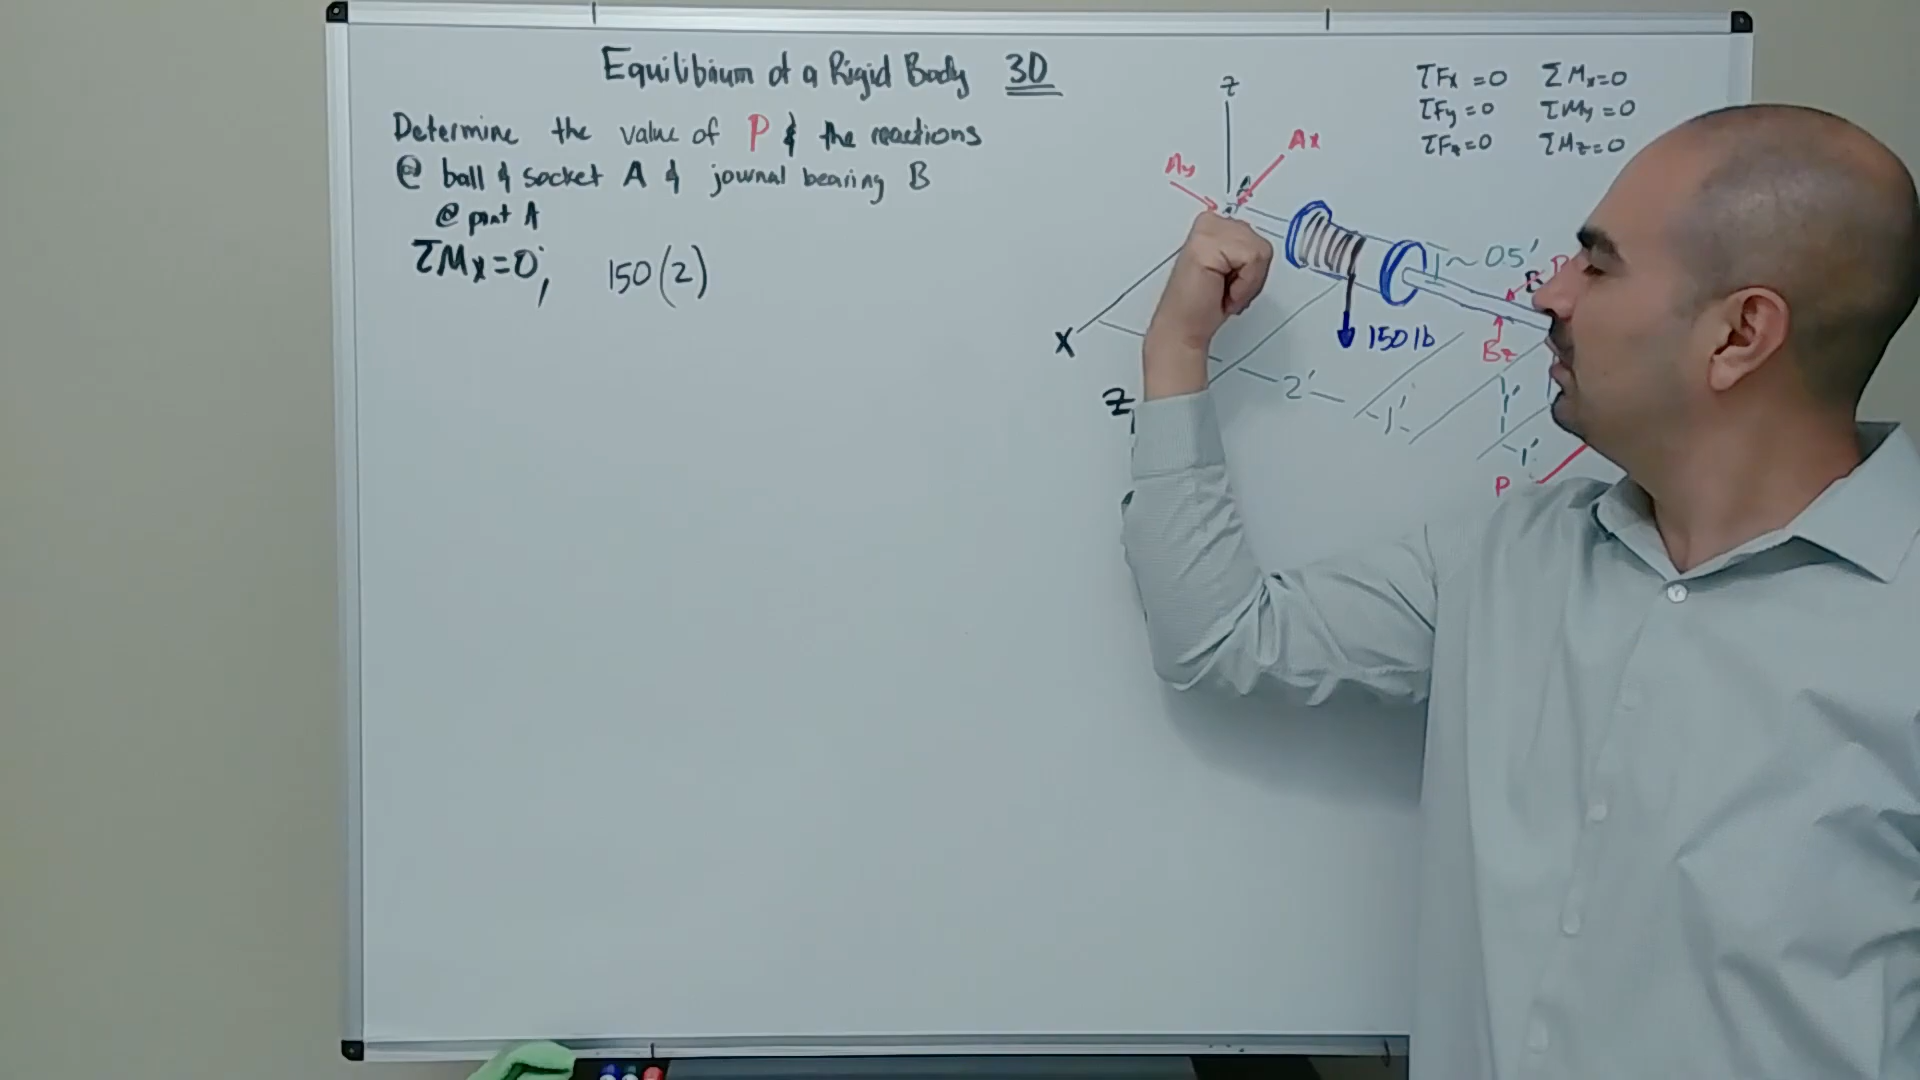 Equilibium of a Rigid Body 3D
Determine the value of P & the reactions
@ ball & socket A & journal bearing B
@ point A
ΣMx=0; 150(2)
ΣFx=0 ΣMx=0
ΣFy=0 ΣMy=0
ΣFz=0 ΣMz=0
z
Ay
Ax
A
0.5'
B
x
150 lb
Bz
z
2'
1'
1'
1'
P